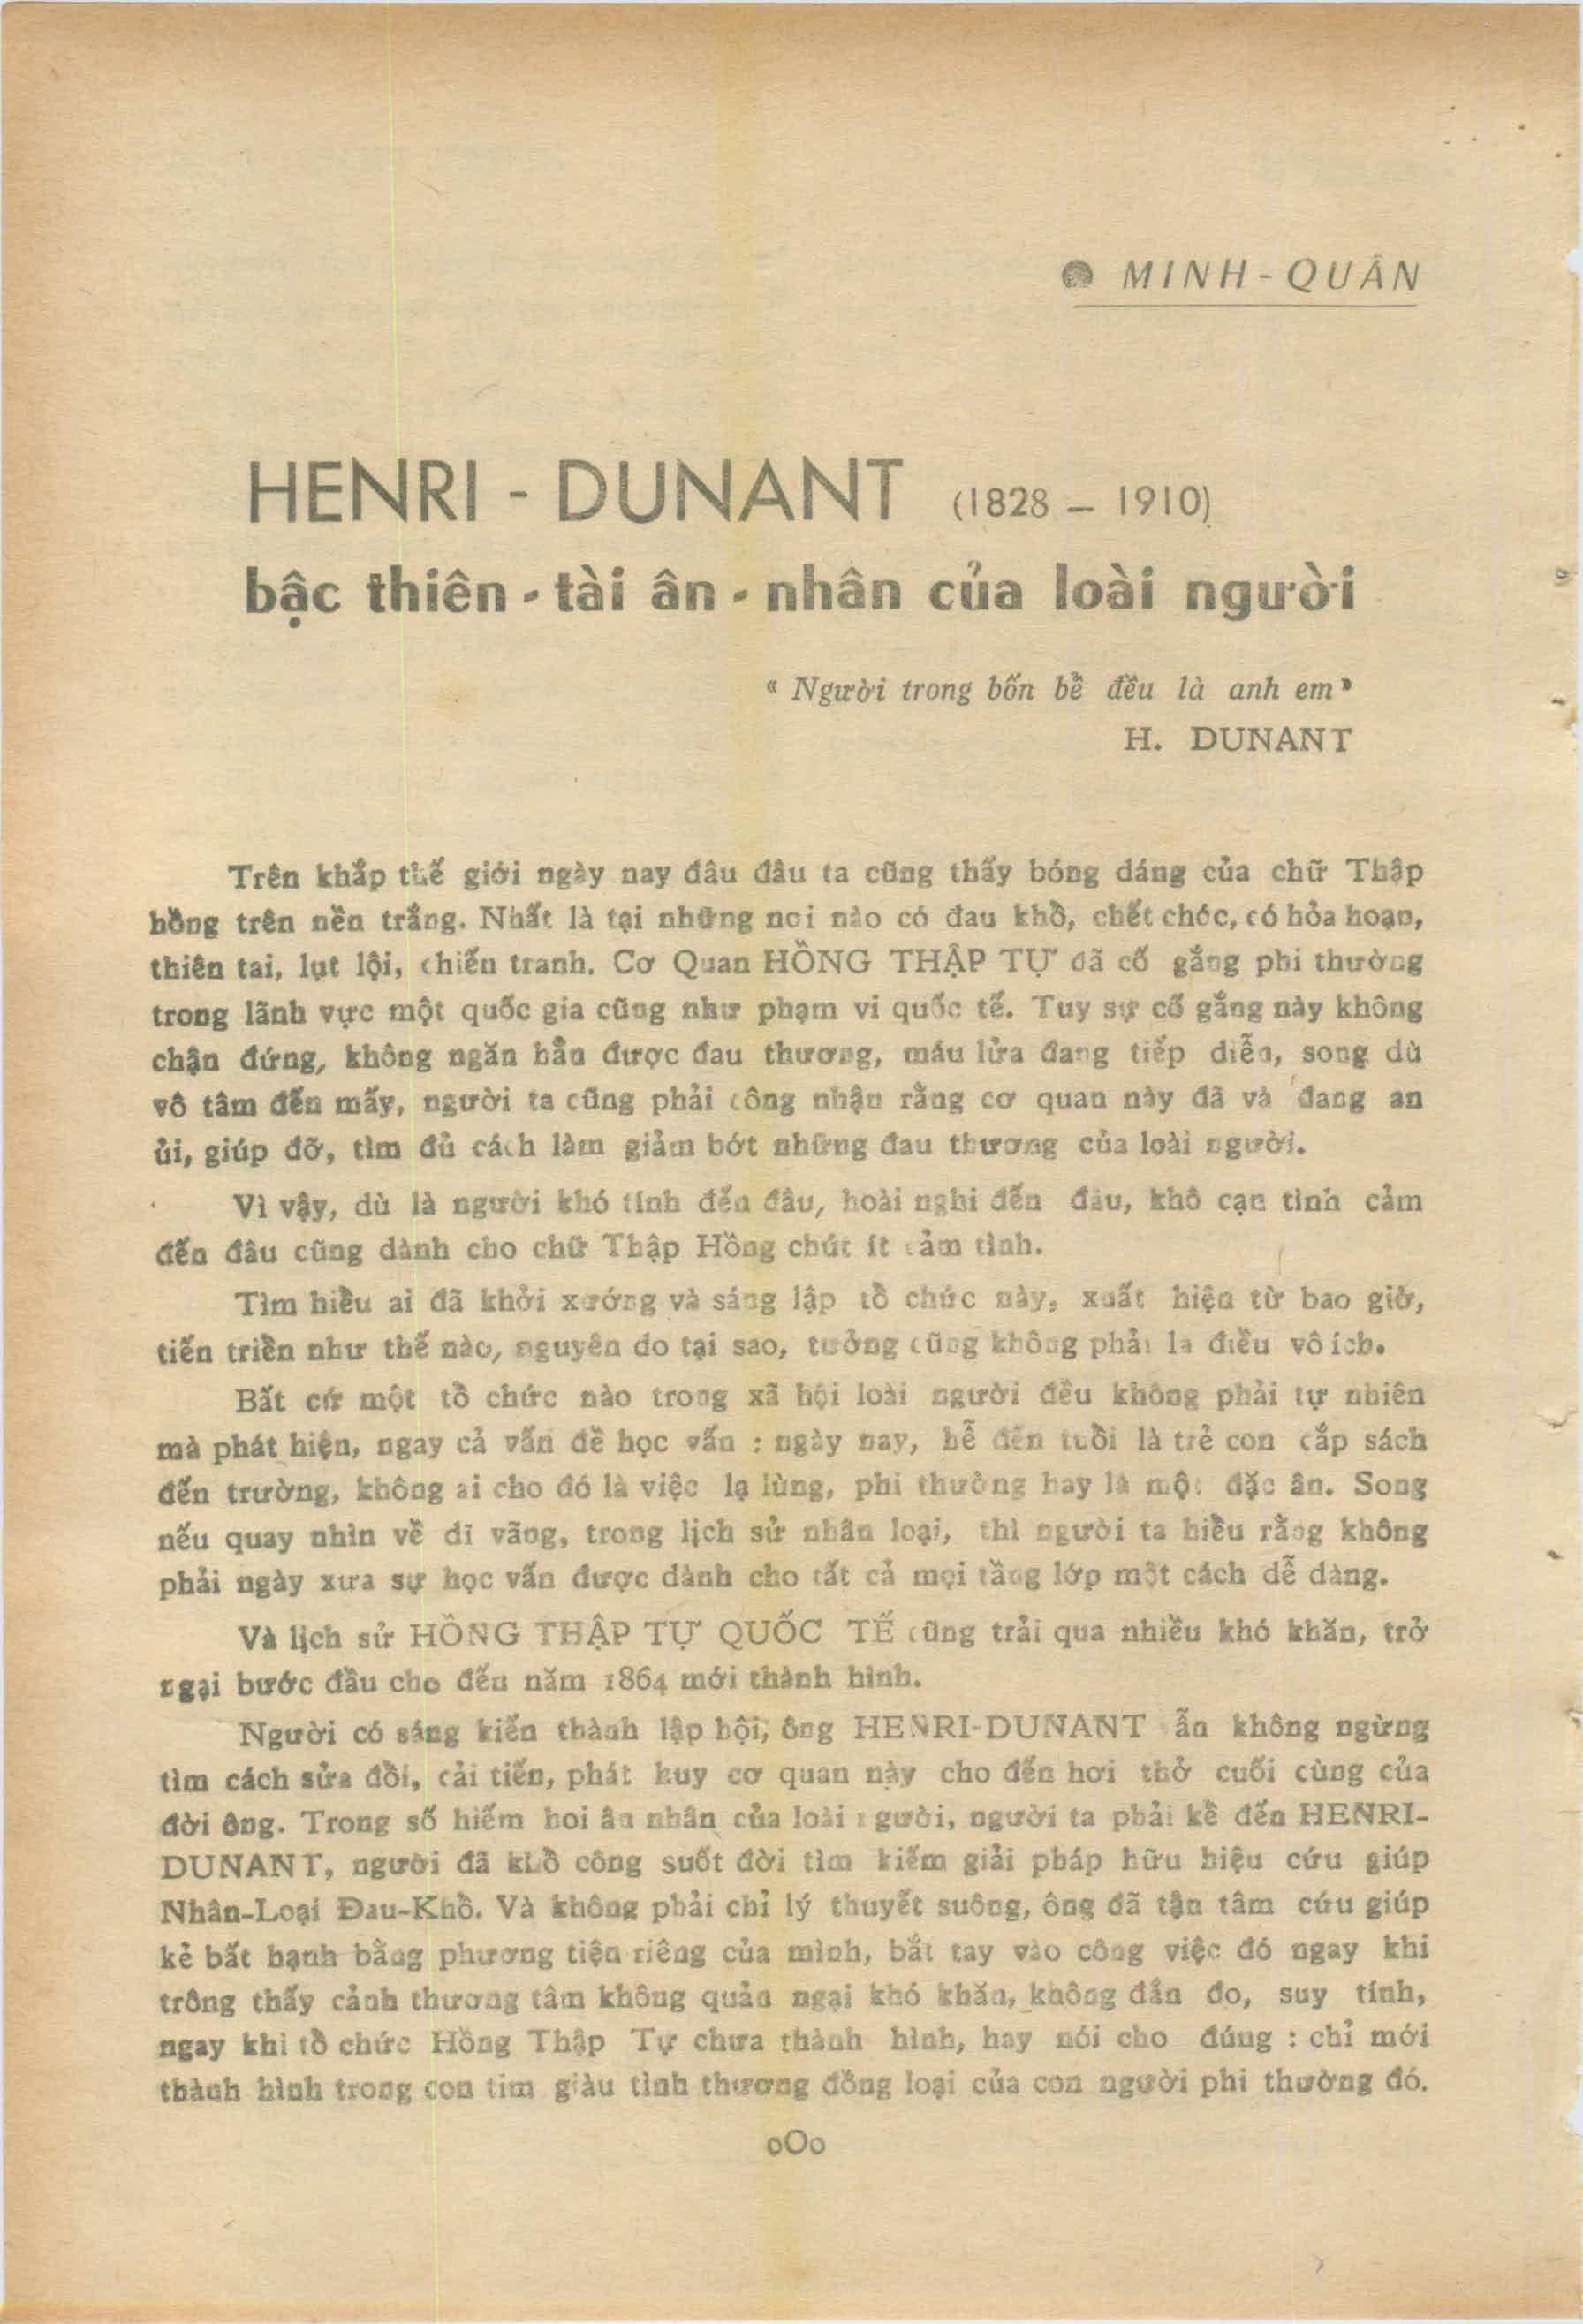 MINH-QUÂN
HENRI - DUNANT (1828 — 1910)
bậc thiên-tài ân-nhân của loài người
« Người trong bốn bề đều là anh em »
H. DUNANT
Trên khắp thế giới ngày nay đâu đâu ta cũng thấy bóng dáng của chữ Thập
hồng trên nền trắng. Nhất là tại những nơi nào có đau khổ, chết chóc, có hỏa hoạn,
thiên tai, lụt lội, chiến tranh. Cơ Quan HỒNG THẬP TỰ đã cố gắng phi thường
trong lãnh vực một quốc gia cũng như phạm vi quốc tế. Tuy sự cố gắng này không
chận đứng, không ngăn hẳn được đau thương, máu lửa đang tiếp diễn, song dù
vô tâm đến mấy, người ta cũng phải công nhận rằng cơ quan này đã và đang an
ủi, giúp đỡ, tìm đủ cách làm giảm bớt những đau thương của loài người.
Vì vậy, dù là người khó tính đến đâu, hoài nghi đến đâu, khô cạn tình cảm
đến đâu cũng dành cho chữ Thập Hồng chút ít cảm tình.
Tìm hiểu ai đã khởi xướng và sáng lập tổ chức này, xuất hiện từ bao giờ,
tiến triển như thế nào, nguyên do tại sao, tưởng cũng không phải là điều vô ích.
Bất cứ một tổ chức nào trong xã hội loài người đều không phải tự nhiên
mà phát hiện, ngay cả vấn đề học vấn : ngày nay, hễ đến tuổi là trẻ con cắp sách
đến trường, không ai cho đó là việc lạ lùng, phi thường hay là một đặc ân. Song
nếu quay nhìn về dĩ vãng, trong lịch sử nhân loại, thì người ta hiểu rằng không
phải ngày xưa sự học vấn được dành cho tất cả mọi tầng lớp một cách dễ dàng.
Và lịch sử HỒNG THẬP TỰ QUỐC TẾ cũng trải qua nhiều khó khăn, trở
ngại bước đầu cho đến năm 1864 mới thành hình.
Người có sáng kiến thành lập hội, ông HENRI-DUNANT vẫn không ngừng
tìm cách sửa đổi, cải tiến, phát huy cơ quan này cho đến hơi thở cuối cùng của
đời ông. Trong số hiếm hoi ân nhân của loài người, người ta phải kể đến HENRI-
DUNANT, người đã khổ công suốt đời tìm kiếm giải pháp hữu hiệu cứu giúp
Nhân-Loại Đau-Khổ. Và không phải chỉ lý thuyết suông, ông đã tận tâm cứu giúp
kẻ bất hạnh bằng phương tiện riêng của mình, bắt tay vào công việc đó ngay khi
trông thấy cảnh thương tâm không quản ngại khó khăn, không đắn đo, suy tính,
ngay khi tổ chức Hồng Thập Tự chưa thành hình, hay nói cho đúng : chỉ mới
thành hình trong con tim giàu tình thương đồng loại của con người phi thường đó.
oOo